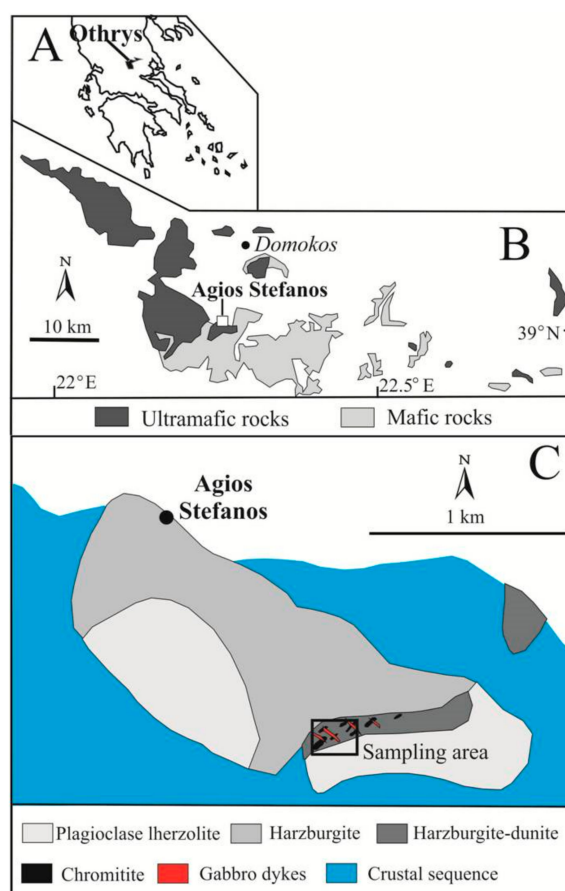 A
Othrys
B
N
Domokos
Agios Stefanos
10 km
39°N
22°E
22.5° E
Ultramafic rocks
Mafic rocks
C
Agios
Stefanos
N
1 km
Sampling area
Plagioclase lherzolite
Harzburgite
Harzburgite-dunite
Chromitite
Gabbro dykes
Crustal sequence